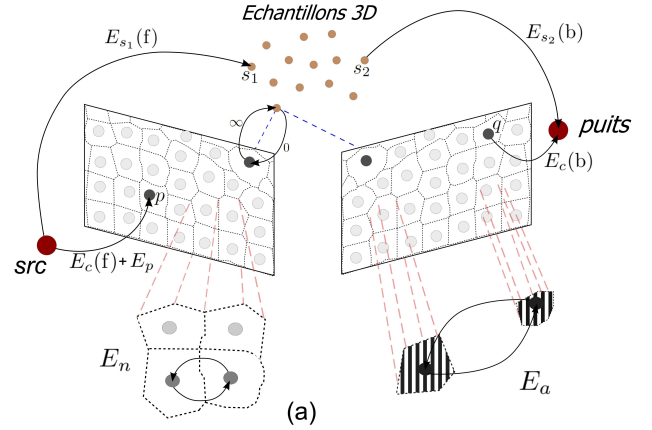 Echantillons 3D
E_{s_1}(f)
E_{s_2}(b)
s_1
s_2
∞
0
q
puits
E_c(b)
p
src
E_c(f)+E_p
E_n
E_a
(a)